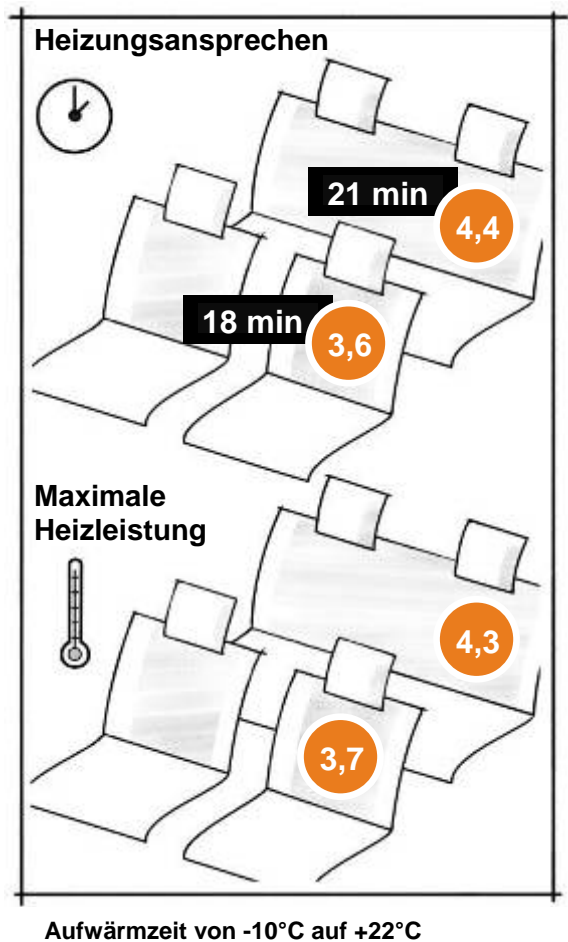 Heizungsansprechen
21 min
4,4
18 min
3,6
Maximale
Heizleistung
4,3
3,7
Aufwärmzeit von -10°C auf +22°C